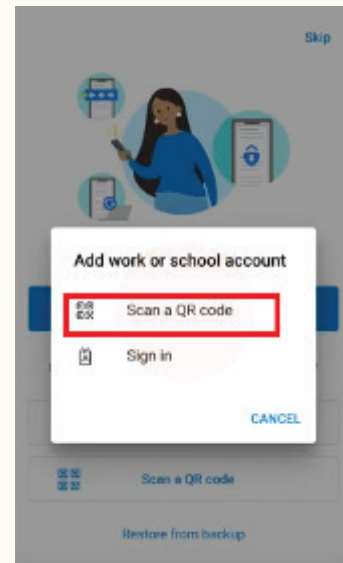 Skip
Add work or school account
Scan a QR code
Sign in
CANCEL
Scan a QR code
Restore from backup